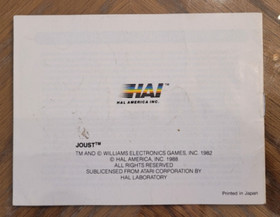 HAI™
HAL AMERICA INC.
JOUST™
TM AND © WILLIAMS ELECTRONICS GAMES, INC. 1982
© HAL AMERICA, INC. 1988
ALL RIGHTS RESERVED
SUBLICENSED FROM ATARI CORPORATION BY
HAL LABORATORY
Printed in Japan